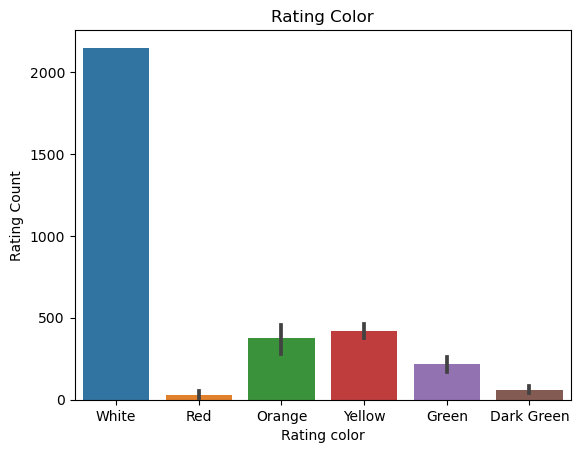 Rating Color
Rating Count
2000
1500
1000
500
0
White Red Orange Yellow Green Dark Green
Rating color